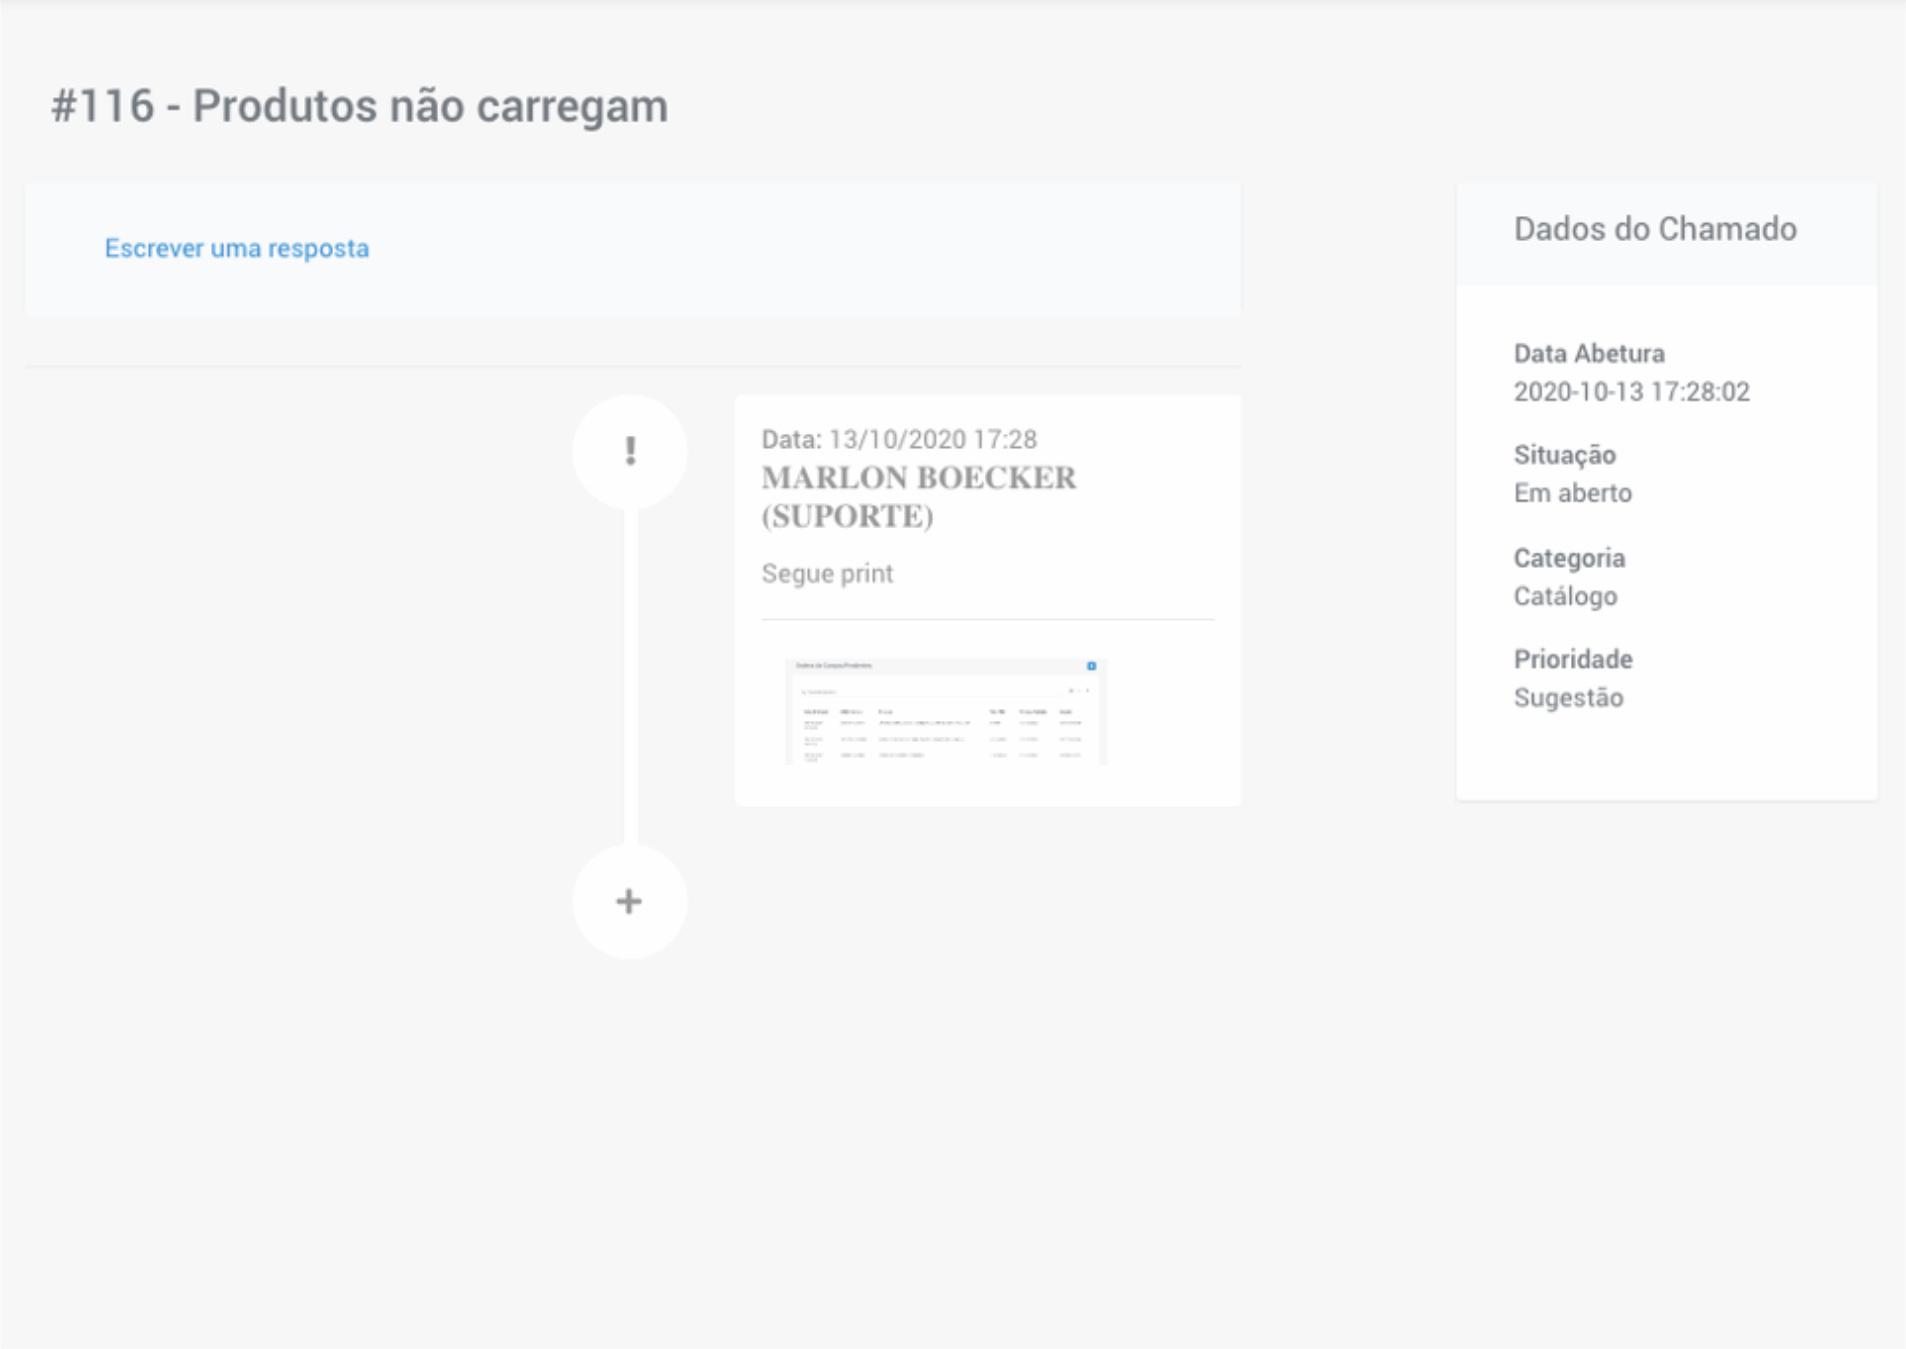 #116 - Produtos não carregam
Escrever uma resposta
Data: 13/10/2020 17:28
MARLON BOECKER
(SUPORTE)
Segue print
Dados do Chamado
Data Abetura
2020-10-13 17:28:02
Situação
Em aberto
Categoria
Catálogo
Prioridade
Sugestão